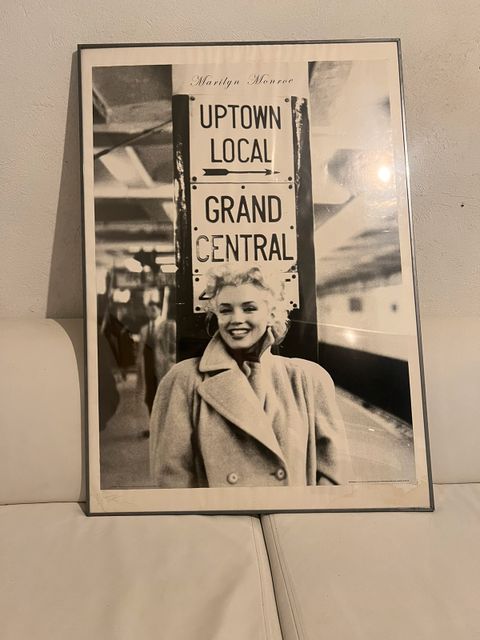 Marilyn Monroe
UPTOWN
LOCAL
GRAND
CENTRAL